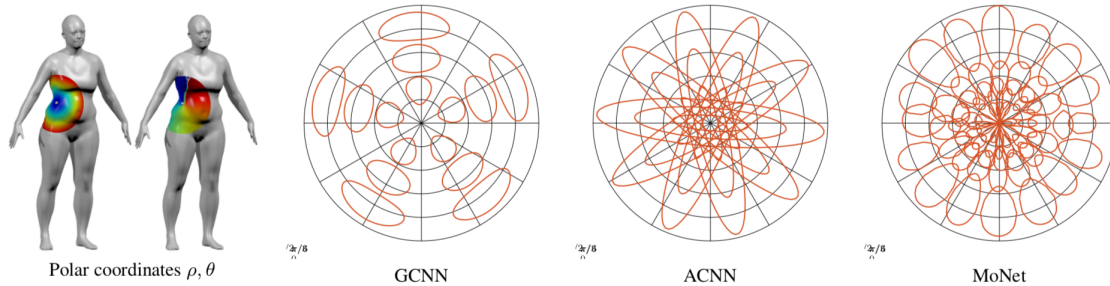 Polar coordinates ρ, θ
GCNN
ACNN
MoNet